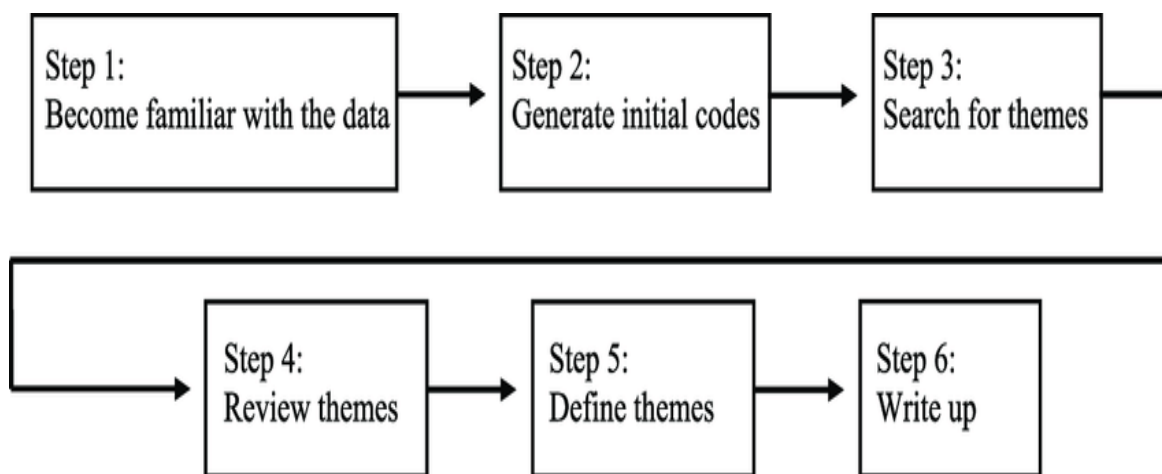 Step 1:
Become familiar with the data
Step 2:
Generate initial codes
Step 3:
Search for themes
Step 4:
Review themes
Step 5:
Define themes
Step 6:
Write up